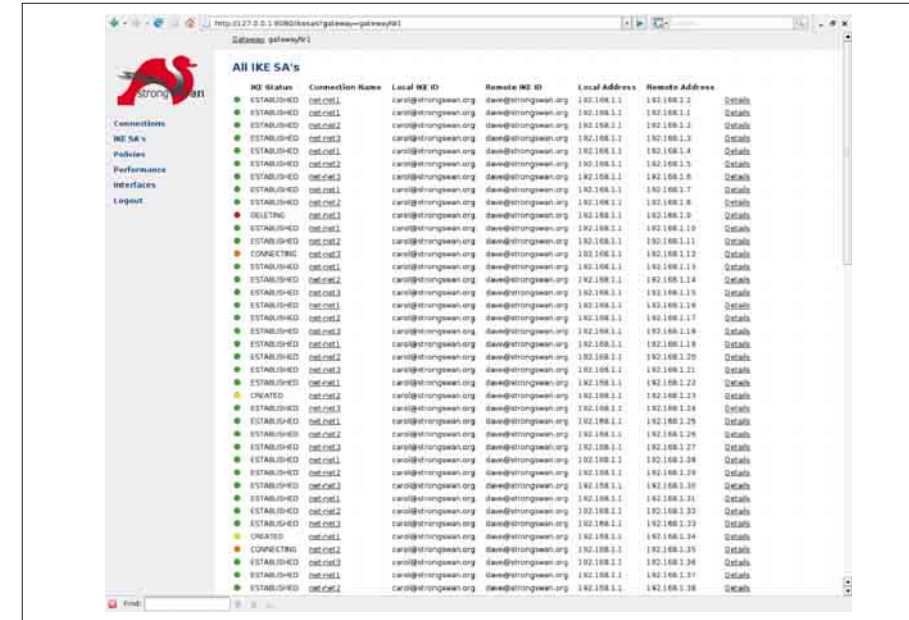 http://127.0.0.1:8080/ikesas?gateway=gatewayNr1
Gateway: gatewayNr1
strongSwan
Connections
IKE SA's
Policies
Performance
Interfaces
Logout
All IKE SA's
IKE Status Connection Name Local IKE ID Remote IKE ID Local Address Remote Address
ESTABLISHED net-net1 carol@strongswan.org dave@strongswan.org 192.168.1.1 192.168.1.2 Details
ESTABLISHED net-net1 carol@strongswan.org dave@strongswan.org 192.168.1.1 192.168.1.1 Details
ESTABLISHED net-net2 carol@strongswan.org dave@strongswan.org 192.168.1.1 192.168.1.2 Details
ESTABLISHED net-net3 carol@strongswan.org dave@strongswan.org 192.168.1.1 192.168.1.3 Details
ESTABLISHED net-net1 carol@strongswan.org dave@strongswan.org 192.168.1.1 192.168.1.4 Details
ESTABLISHED net-net2 carol@strongswan.org dave@strongswan.org 192.168.1.1 192.168.1.5 Details
ESTABLISHED net-net3 carol@strongswan.org dave@strongswan.org 192.168.1.1 192.168.1.6 Details
ESTABLISHED net-net1 carol@strongswan.org dave@strongswan.org 192.168.1.1 192.168.1.7 Details
ESTABLISHED net-net2 carol@strongswan.org dave@strongswan.org 192.168.1.1 192.168.1.8 Details
DELETING net-net3 carol@strongswan.org dave@strongswan.org 192.168.1.1 192.168.1.9 Details
ESTABLISHED net-net1 carol@strongswan.org dave@strongswan.org 192.168.1.1 192.168.1.10 Details
ESTABLISHED net-net2 carol@strongswan.org dave@strongswan.org 192.168.1.1 192.168.1.11 Details
CONNECTING net-net3 carol@strongswan.org dave@strongswan.org 192.168.1.1 192.168.1.12 Details
ESTABLISHED net-net1 carol@strongswan.org dave@strongswan.org 192.168.1.1 192.168.1.13 Details
ESTABLISHED net-net2 carol@strongswan.org dave@strongswan.org 192.168.1.1 192.168.1.14 Details
ESTABLISHED net-net3 carol@strongswan.org dave@strongswan.org 192.168.1.1 192.168.1.15 Details
ESTABLISHED net-net1 carol@strongswan.org dave@strongswan.org 192.168.1.1 192.168.1.16 Details
ESTABLISHED net-net2 carol@strongswan.org dave@strongswan.org 192.168.1.1 192.168.1.17 Details
ESTABLISHED net-net3 carol@strongswan.org dave@strongswan.org 192.168.1.1 192.168.1.18 Details
ESTABLISHED net-net1 carol@strongswan.org dave@strongswan.org 192.168.1.1 192.168.1.19 Details
ESTABLISHED net-net2 carol@strongswan.org dave@strongswan.org 192.168.1.1 192.168.1.20 Details
ESTABLISHED net-net3 carol@strongswan.org dave@strongswan.org 192.168.1.1 192.168.1.21 Details
ESTABLISHED net-net1 carol@strongswan.org dave@strongswan.org 192.168.1.1 192.168.1.22 Details
CREATED net-net2 carol@strongswan.org dave@strongswan.org 192.168.1.1 192.168.1.23 Details
ESTABLISHED net-net3 carol@strongswan.org dave@strongswan.org 192.168.1.1 192.168.1.24 Details
ESTABLISHED net-net1 carol@strongswan.org dave@strongswan.org 192.168.1.1 192.168.1.25 Details
ESTABLISHED net-net2 carol@strongswan.org dave@strongswan.org 192.168.1.1 192.168.1.26 Details
ESTABLISHED net-net3 carol@strongswan.org dave@strongswan.org 192.168.1.1 192.168.1.27 Details
ESTABLISHED net-net1 carol@strongswan.org dave@strongswan.org 192.168.1.1 192.168.1.28 Details
ESTABLISHED net-net2 carol@strongswan.org dave@strongswan.org 192.168.1.1 192.168.1.29 Details
ESTABLISHED net-net3 carol@strongswan.org dave@strongswan.org 192.168.1.1 192.168.1.30 Details
ESTABLISHED net-net1 carol@strongswan.org dave@strongswan.org 192.168.1.1 192.168.1.31 Details
ESTABLISHED net-net2 carol@strongswan.org dave@strongswan.org 192.168.1.1 Details
ESTABLISHED net-net3 carol@strongswan.org dave@strongswan.org 192.168.1.1 192.168.1.33 Details
CREATED net-net1 carol@strongswan.org dave@strongswan.org 192.168.1.1 192.168.1.34 Details
CONNECTING net-net2 carol@strongswan.org dave@strongswan.org 192.168.1.1 192.168.1.35 Details
ESTABLISHED net-net3 carol@strongswan.org dave@strongswan.org 192.168.1.1 192.168.1.36 Details
ESTABLISHED net-net1 carol@strongswan.org dave@strongswan.org 192.168.1.1 192.168.1.37 Details
ESTABLISHED net-net2 carol@strongswan.org dave@strongswan.org 192.168.1.1 192.168.1.38 Details
Find: